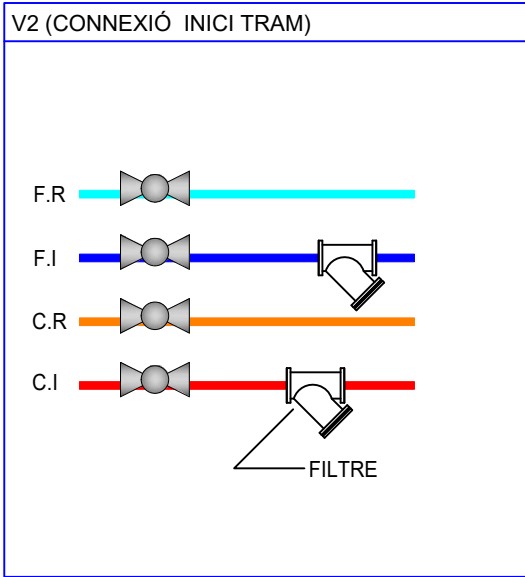 V2 (CONNEXIÓ INICI TRAM)
F.R
F.I
C.R
C.I
FILTRE